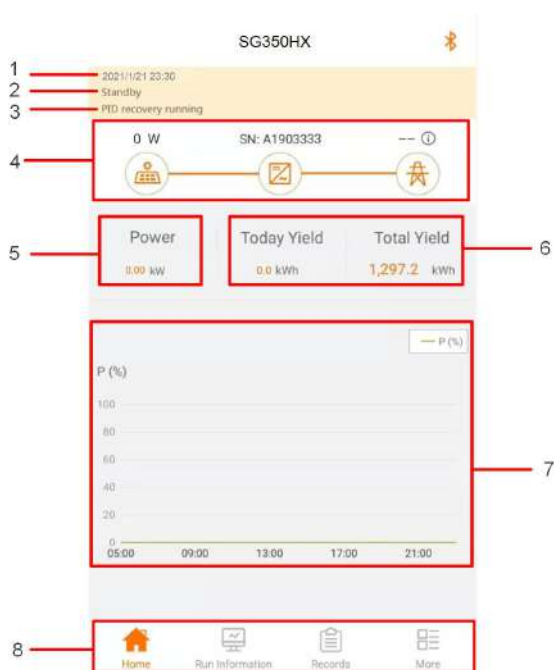 SG350HX
1
2021/1/21 23:30
2
Standby
3
PID recovery running
0 W SN: A1903333 --
4
Power Today Yield Total Yield
5
6
0.00 kW 0.0 kWh 1,297.2 kWh
P (%)
P (%)
100
80
60
7
40
20
0
05:00 09:00 13:00 17:00 21:00
8
Home Run Information Records More